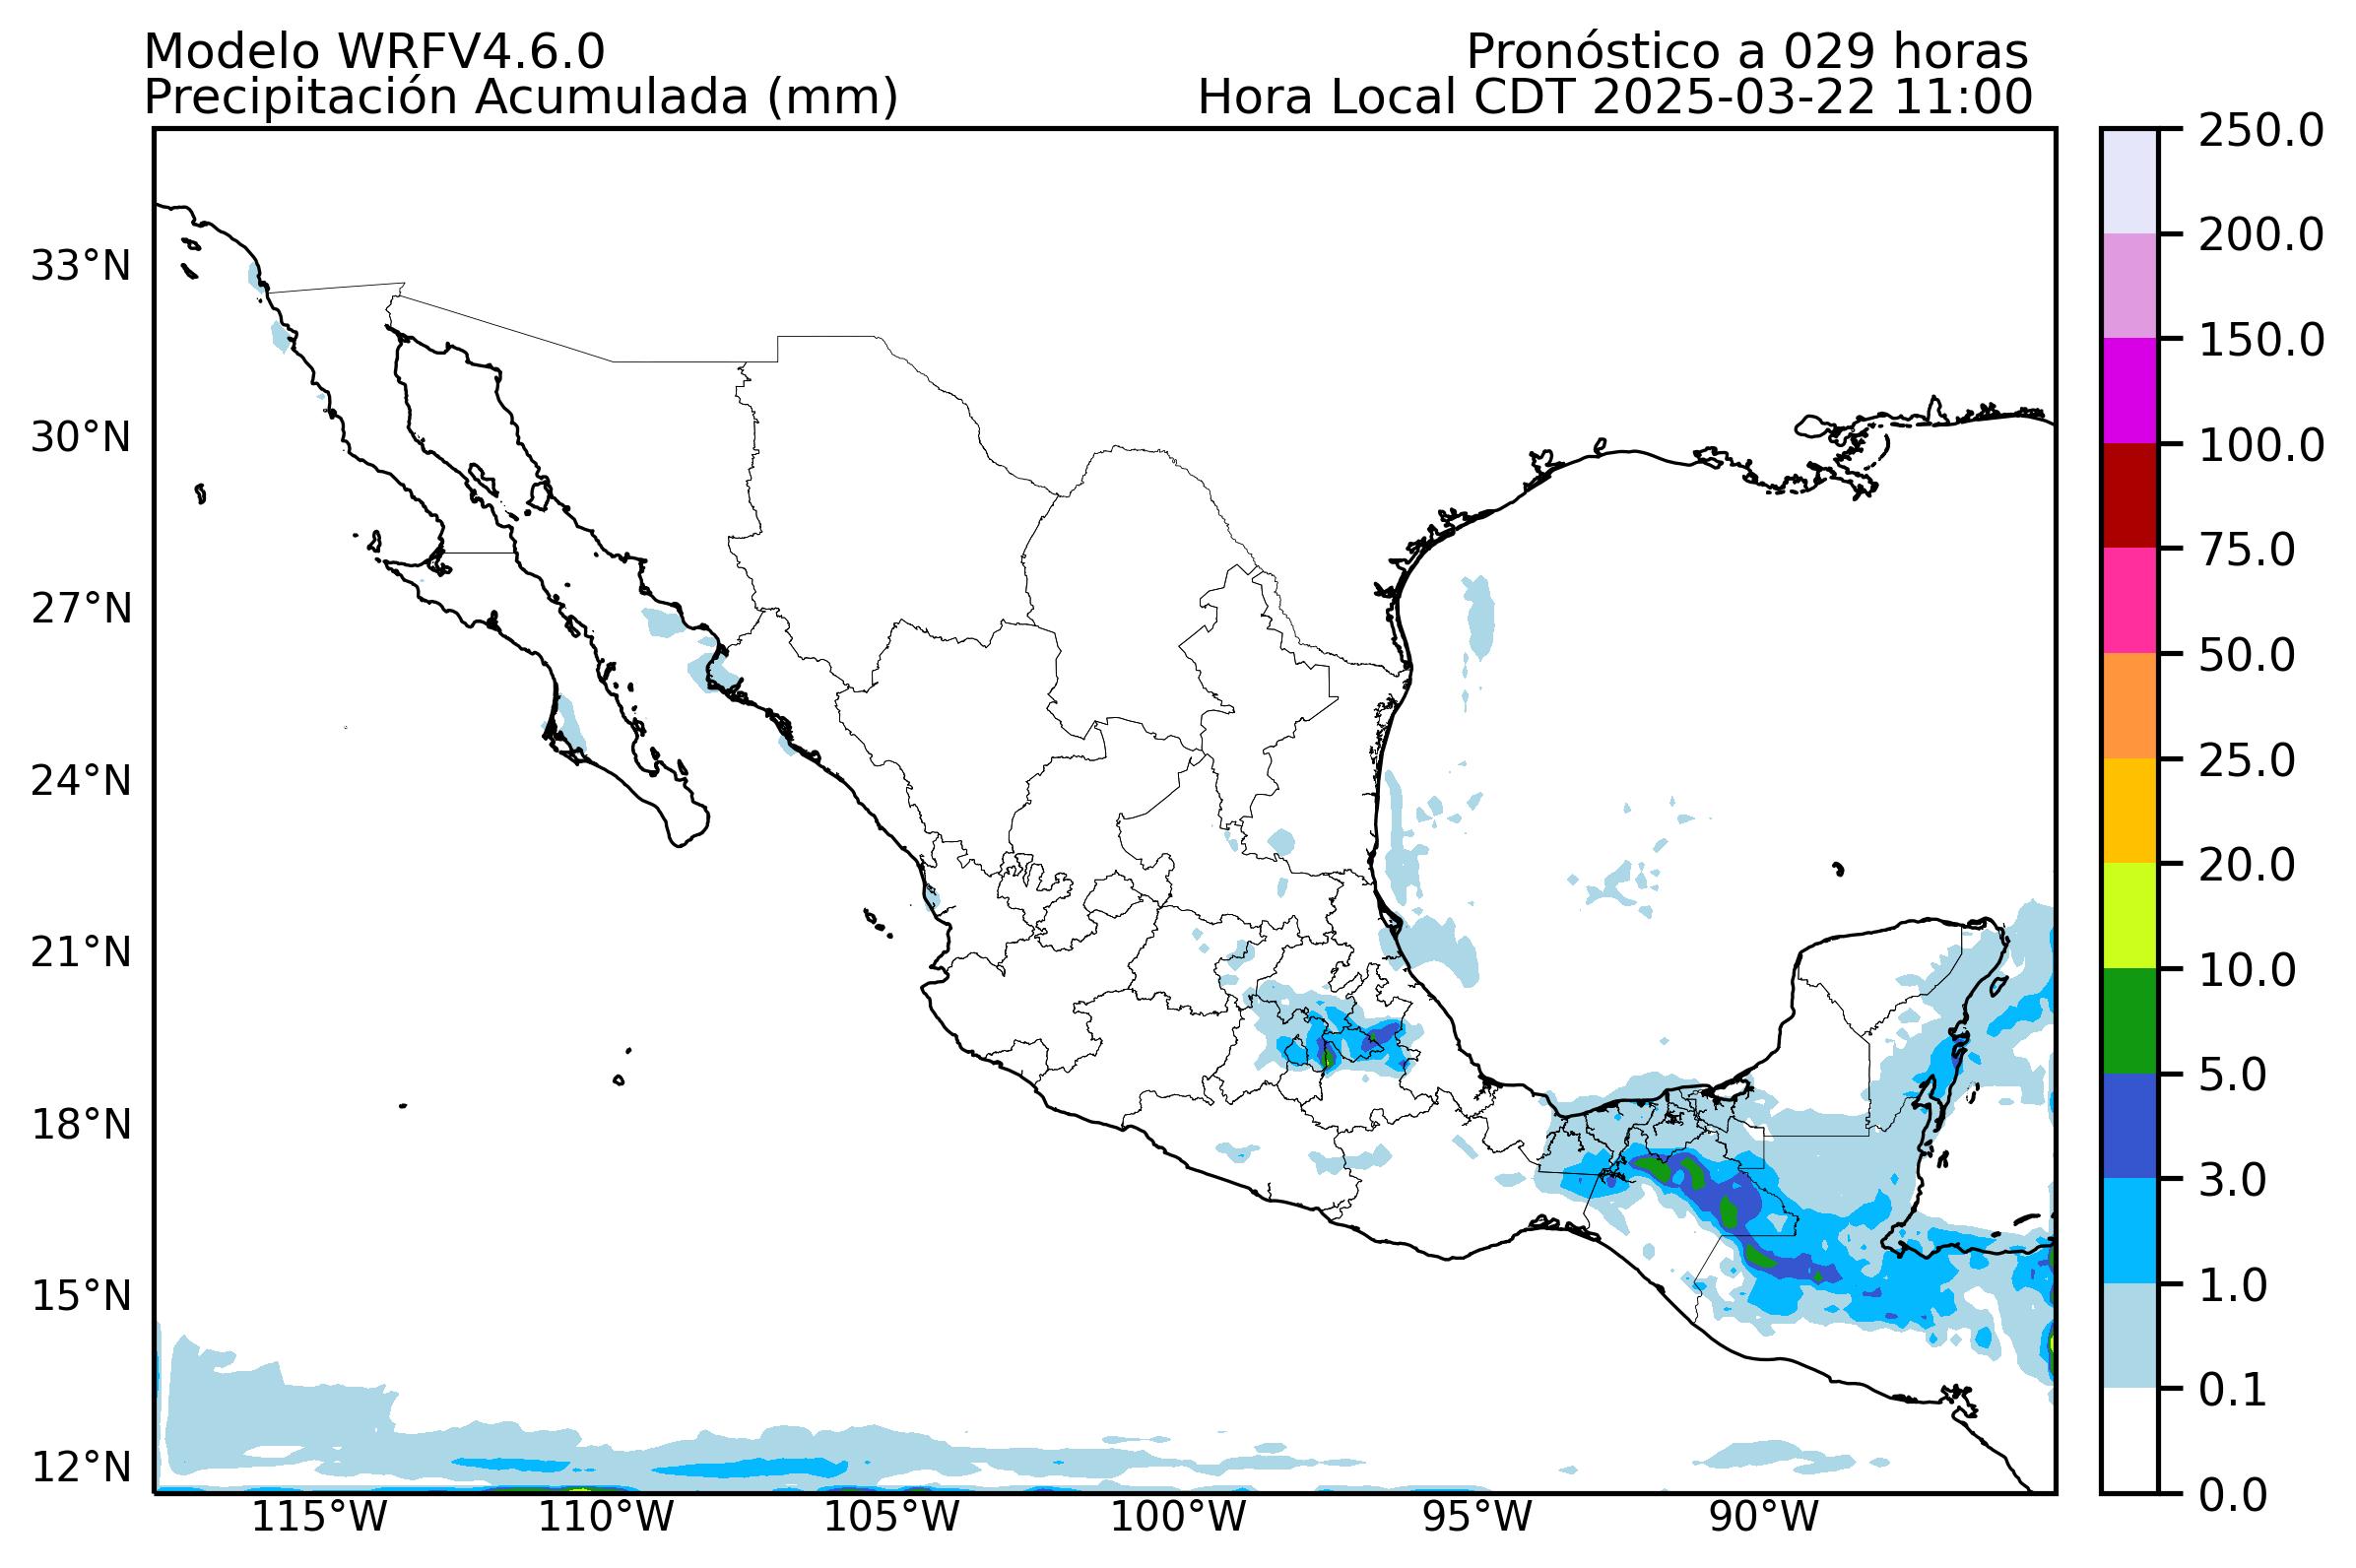 Modelo WRFV4.6.0
Pronóstico a 029 horas
Precipitación Acumulada (mm)
Hora Local CDT 2025-03-22 11:00
250.0
200.0
150.0
100.0
75.0
50.0
25.0
20.0
10.0
5.0
3.0
1.0
0.1
0.0
33°N
30°N
27°N
24°N
21°N
18°N
15°N
12°N
115°W
110°W
105°W
100°W
95°W
90°W